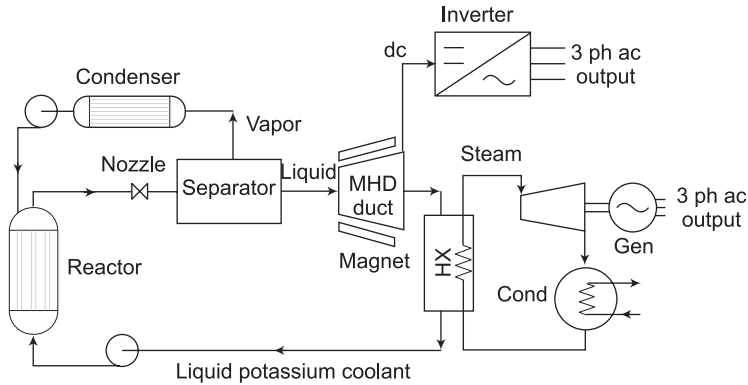 Inverter
dc
3 ph ac
output
Condenser
Vapor
Nozzle
Separator
Liquid
MHD
duct
Steam
3 ph ac
output
Gen
Magnet
HX
Reactor
Cond
Liquid potassium coolant